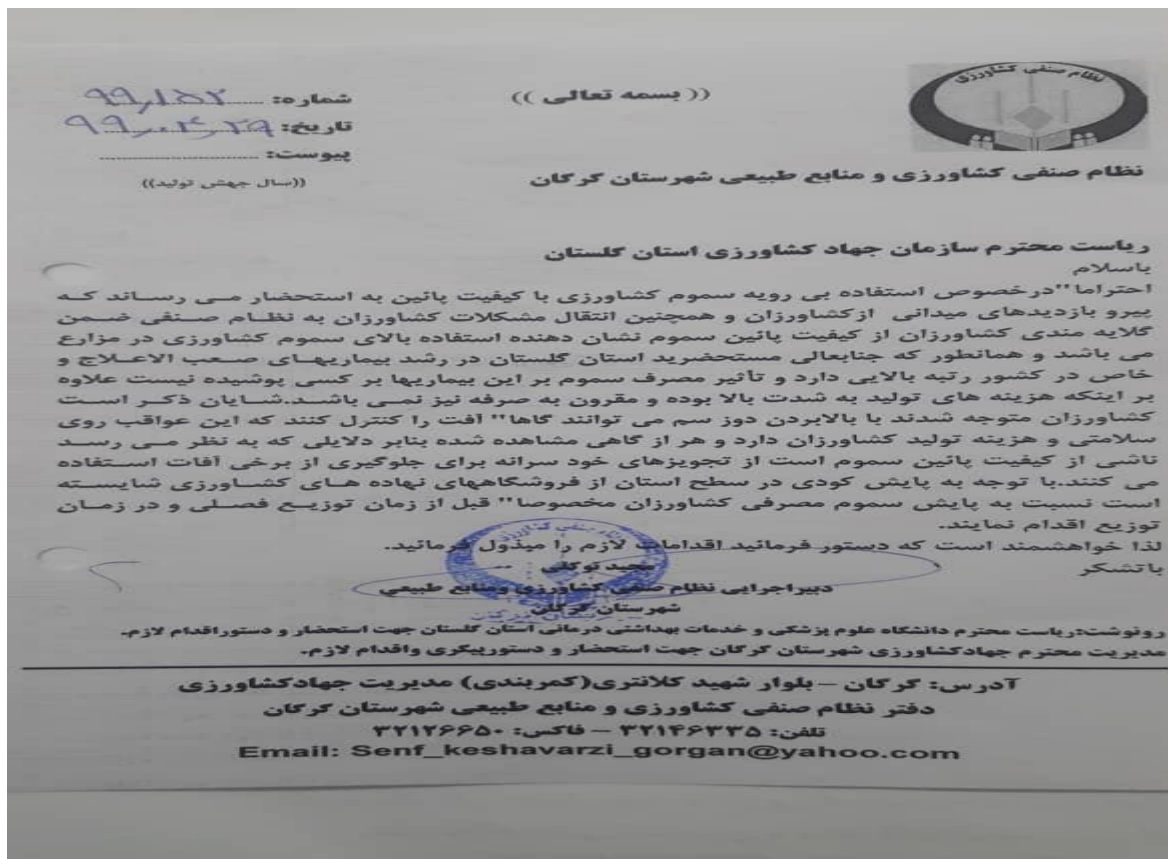 نظام صنفی کشاورزی
(( بسمه تعالی ))
شماره: ۹۹٫۱۵۲
تاریخ: ۹۹٫۰۴٫۲۵
پیوست:
((سال جهش تولید))
نظام صنفی کشاورزی و منابع طبیعی شهرستان گرگان
ریاست محترم سازمان جهاد کشاورزی استان گلستان
باسلام
احتراما''درخصوص استفاده بی رویه سموم کشاورزی با کیفیت پائین به استحضار می رساند که
پیرو بازدیدهای میدانی ازکشاورزان و همچنین انتقال مشکلات کشاورزان به نظام صنفی ضمن
گلایه مندی کشاورزان از کیفیت پائین سموم نشان دهنده استفاده بالای سموم کشاورزی در مزارع
می باشد و همانطور که جنابعالی مستحضرید استان گلستان در رشد بیماریهای صعب الاعلاج و
خاص در کشور رتبه بالایی دارد و تأثیر مصرف سموم بر این بیماریها بر کسی پوشیده نیست علاوه
بر اینکه هزینه های تولید به شدت بالا بوده و مقرون به صرفه نیز نمی باشد.شایان ذکر است
کشاورزان متوجه شدند با بالابردن دوز سم می توانند گاها'' آفت را کنترل کنند که این عواقب روی
سلامتی و هزینه تولید کشاورزان دارد و هر از گاهی مشاهده شده بنابر دلایلی که به نظر می رسد
ناشی از کیفیت پائین سموم است از تجویزهای خود سرانه برای جلوگیری از برخی آفات استفاده
می کنند.با توجه به پایش کودی در سطح استان از فروشگاههای نهاده های کشاورزی شایسته
است نسبت به پایش سموم مصرفی کشاورزان مخصوصا'' قبل از زمان توزیع فصلی و در زمان
توزیع اقدام نمایند.
لذا خواهشمند است که دستور فرمائید اقدامات لازم را میذول فرمائید.
باتشکر
مجید توکلی
دبیراجرایی نظام صنفی کشاورزی ومنابع طبیعی
شهرستان گرگان
رونوشت:ریاست محترم دانشگاه علوم پزشکی و خدمات بهداشتی درمانی استان گلستان جهت استحضار و دستوراقدام لازم.
مدیریت محترم جهادکشاورزی شهرستان گرگان جهت استحضار و دستورپیگری واقدام لازم.
آدرس: گرگان – بلوار شهید کلانتری(کمربندی) مدیریت جهادکشاورزی
دفتر نظام صنفی کشاورزی و منابع طبیعی شهرستان گرگان
تلفن: ۳۲۱۴۶۳۳۵ – فاکس: ۳۲۱۲۶۶۵۰
Email: Senf_keshavarzi_gorgan@yahoo.com